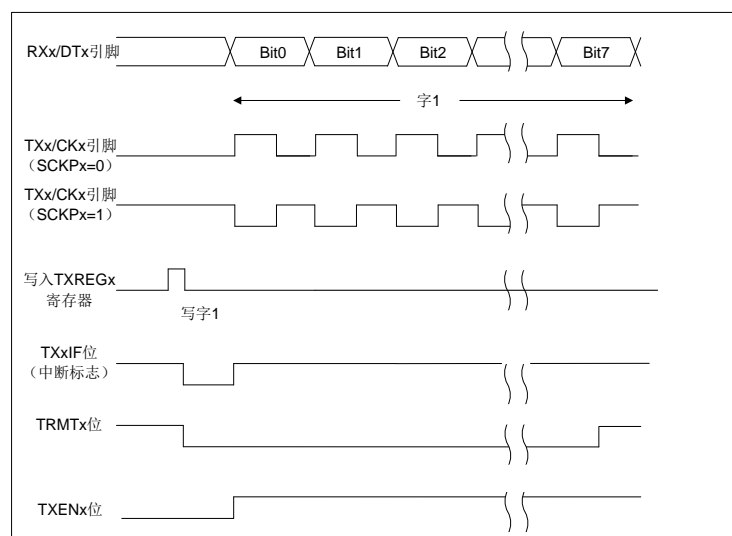 RXx/DTx引脚
Bit0
Bit1
Bit2
Bit7
字1
TXx/CKx引脚
（SCKPx=0）
TXx/CKx引脚
（SCKPx=1）
写入TXREGx
寄存器
写字1
TXxIF位
（中断标志）
TRMTx位
TXENx位